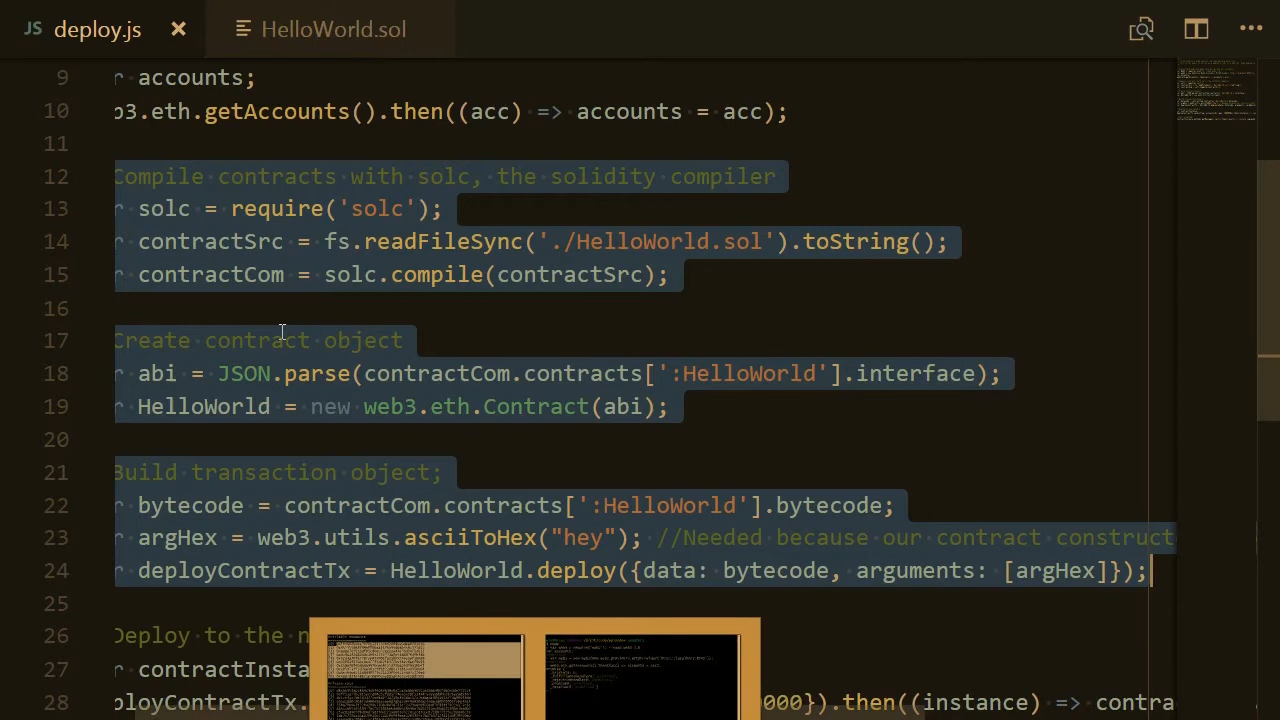 JS deploy.js
HelloWorld.sol
9 r accounts;
10 b3.eth.getAccounts().then((acc) => accounts = acc);
11
12 Compile contracts with solc, the solidity compiler
13 r solc = require('solc');
14 r contractSrc = fs.readFileSync('./HelloWorld.sol').toString();
15 r contractCom = solc.compile(contractSrc);
16
17 Create contract object
18 r abi = JSON.parse(contractCom.contracts[':HelloWorld'].interface);
19 r HelloWorld = new web3.eth.Contract(abi);
20
21 Build transaction object;
22 r bytecode = contractCom.contracts[':HelloWorld'].bytecode;
23 r argHex = web3.utils.asciiToHex("hey"); //Needed because our contract construct
24 r deployContractTx = HelloWorld.deploy({data: bytecode, arguments: [argHex]});
25
26 Deploy to the n
27 r contractInst
28 ployContractTx. 0000}).then((instance) => contra